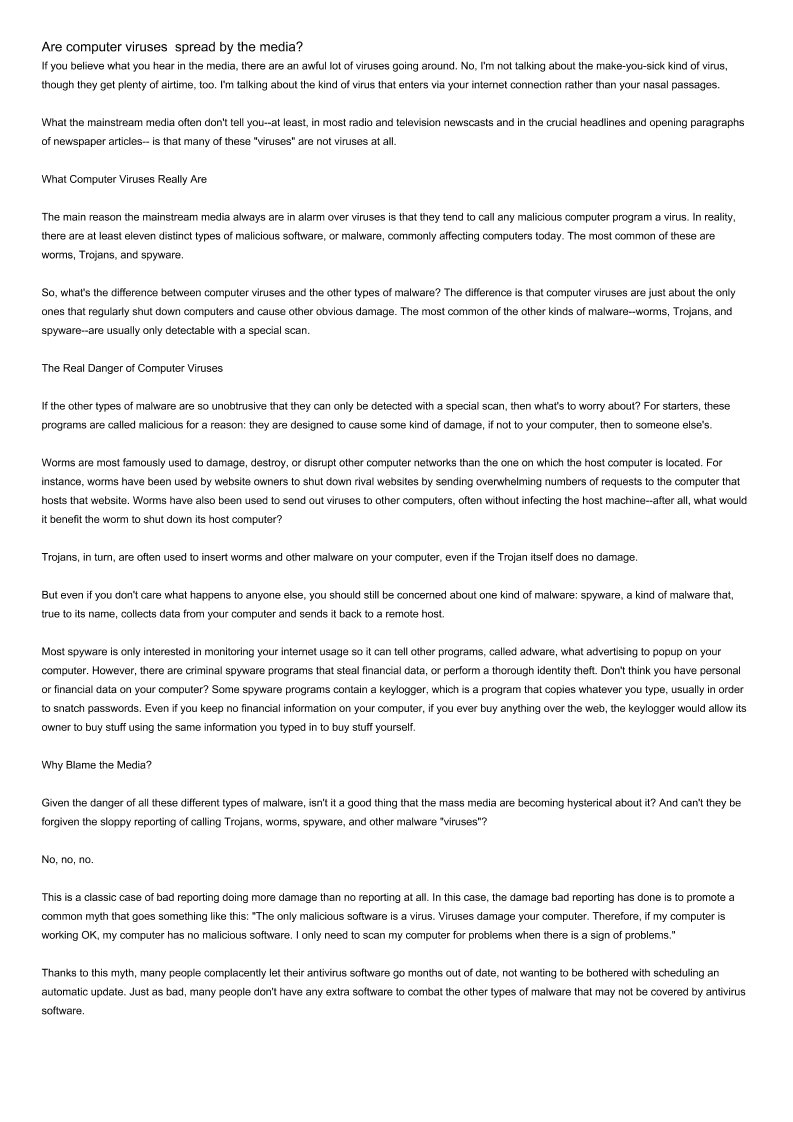 Are computer viruses  spread by the media?
If you believe what you hear in the media, there are an awful lot of viruses going around. No, I'm not talking about the make-you-sick kind of virus,
though they get plenty of airtime, too. I'm talking about the kind of virus that enters via your internet connection rather than your nasal passages.
What the mainstream media often don't tell you--at least, in most radio and television newscasts and in the crucial headlines and opening paragraphs
of newspaper articles-- is that many of these "viruses" are not viruses at all.
What Computer Viruses Really Are
The main reason the mainstream media always are in alarm over viruses is that they tend to call any malicious computer program a virus. In reality,
there are at least eleven distinct types of malicious software, or malware, commonly affecting computers today. The most common of these are
worms, Trojans, and spyware.
So, what's the difference between computer viruses and the other types of malware? The difference is that computer viruses are just about the only
ones that regularly shut down computers and cause other obvious damage. The most common of the other kinds of malware--worms, Trojans, and
spyware--are usually only detectable with a special scan.
The Real Danger of Computer Viruses
If the other types of malware are so unobtrusive that they can only be detected with a special scan, then what's to worry about? For starters, these
programs are called malicious for a reason: they are designed to cause some kind of damage, if not to your computer, then to someone else's.
Worms are most famously used to damage, destroy, or disrupt other computer networks than the one on which the host computer is located. For
instance, worms have been used by website owners to shut down rival websites by sending overwhelming numbers of requests to the computer that
hosts that website. Worms have also been used to send out viruses to other computers, often without infecting the host machine--after all, what would
it benefit the worm to shut down its host computer?
Trojans, in turn, are often used to insert worms and other malware on your computer, even if the Trojan itself does no damage.
But even if you don't care what happens to anyone else, you should still be concerned about one kind of malware: spyware, a kind of malware that,
true to its name, collects data from your computer and sends it back to a remote host.
Most spyware is only interested in monitoring your internet usage so it can tell other programs, called adware, what advertising to popup on your
computer. However, there are criminal spyware programs that steal financial data, or perform a thorough identity theft. Don't think you have personal
or financial data on your computer? Some spyware programs contain a keylogger, which is a program that copies whatever you type, usually in order
to snatch passwords. Even if you keep no financial information on your computer, if you ever buy anything over the web, the keylogger would allow its
owner to buy stuff using the same information you typed in to buy stuff yourself.
Why Blame the Media?
Given the danger of all these different types of malware, isn't it a good thing that the mass media are becoming hysterical about it? And can't they be
forgiven the sloppy reporting of calling Trojans, worms, spyware, and other malware "viruses"?
No, no, no.
This is a classic case of bad reporting doing more damage than no reporting at all. In this case, the damage bad reporting has done is to promote a
common myth that goes something like this: "The only malicious software is a virus. Viruses damage your computer. Therefore, if my computer is
working OK, my computer has no malicious software. I only need to scan my computer for problems when there is a sign of problems."
Thanks to this myth, many people complacently let their antivirus software go months out of date, not wanting to be bothered with scheduling an
automatic update. Just as bad, many people don't have any extra software to combat the other types of malware that may not be covered by antivirus
software.